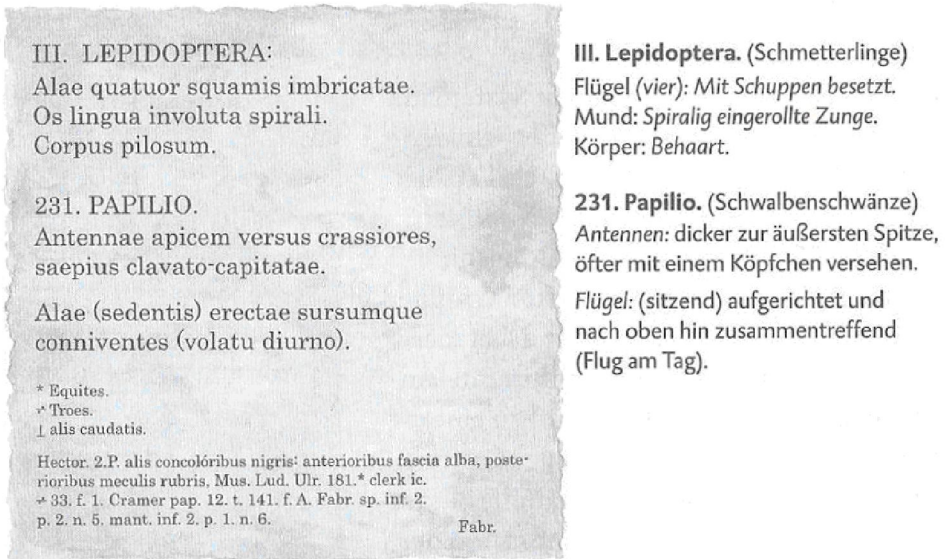 III. LEPIDOPTERA:
Alae quatuor squamis imbricatae.
Os lingua involuta spirali.
Corpus pilosum.
231. PAPILIO.
Antennae apicem versus crassiores,
saepius clavato-capitatae.
Alae (sedentis) erectae sursumque
conniventes (volatu diurno).
* Equites.
Troes.
alis caudatis.
Hector. 2.P. alis concolóribus nigris: anterioribus fascia alba, poste-
rioribus meculis rubris, Mus. Lud. Ulr. 181.* clerk ic.
33. f. 1. Cramer pap. 12. t. 141. f. A. Fabr. sp. inf. 2.
p. 2. n. 5. mant. inf. 2. p. 1. n. 6.
Fabr.
III. Lepidoptera. (Schmetterlinge)
Flügel (vier): Mit Schuppen besetzt.
Mund: Spiralig eingerollte Zunge.
Körper: Behaart.
231. Papilio. (Schwalbenschwänze)
Antennen: dicker zur äußersten Spitze,
öfter mit einem Köpfchen versehen.
Flügel: (sitzend) aufgerichtet und
nach oben hin zusammentreffend
(Flug am Tag).